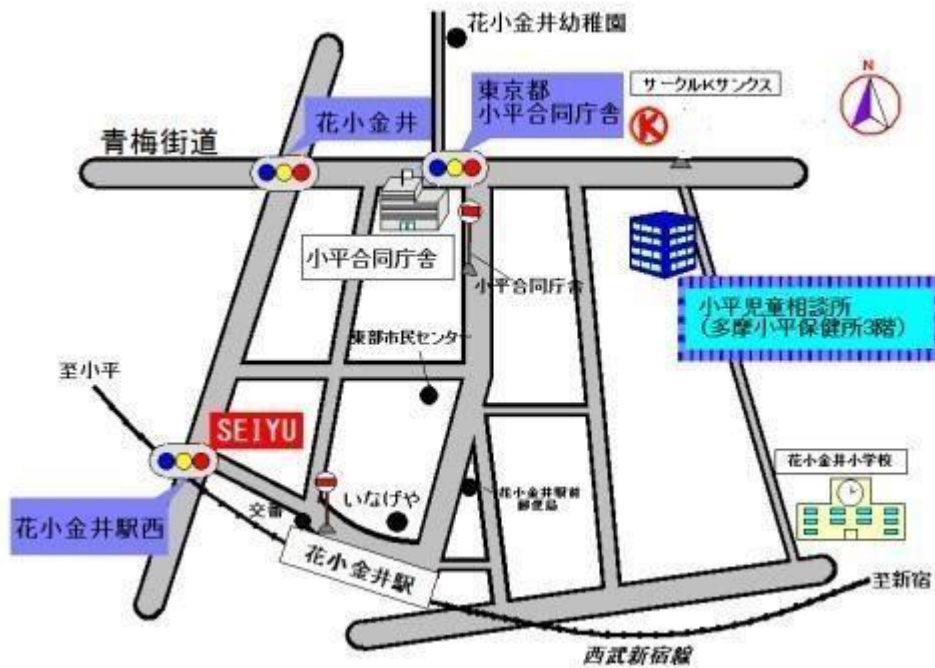 花小金井幼稚園
N
サークルKサンクス
K
東京都
小平合同庁舎
花小金井
青梅街道
小平合同庁舎
小平合同庁舎
小平児童相談所
(多摩小平保健所3階)
東部市民センター
至小平
SEIYU
花小金井小学校
いなげや
花小金井駅前
郵便局
交番
花小金井駅西
花小金井駅
至新宿
西武新宿線